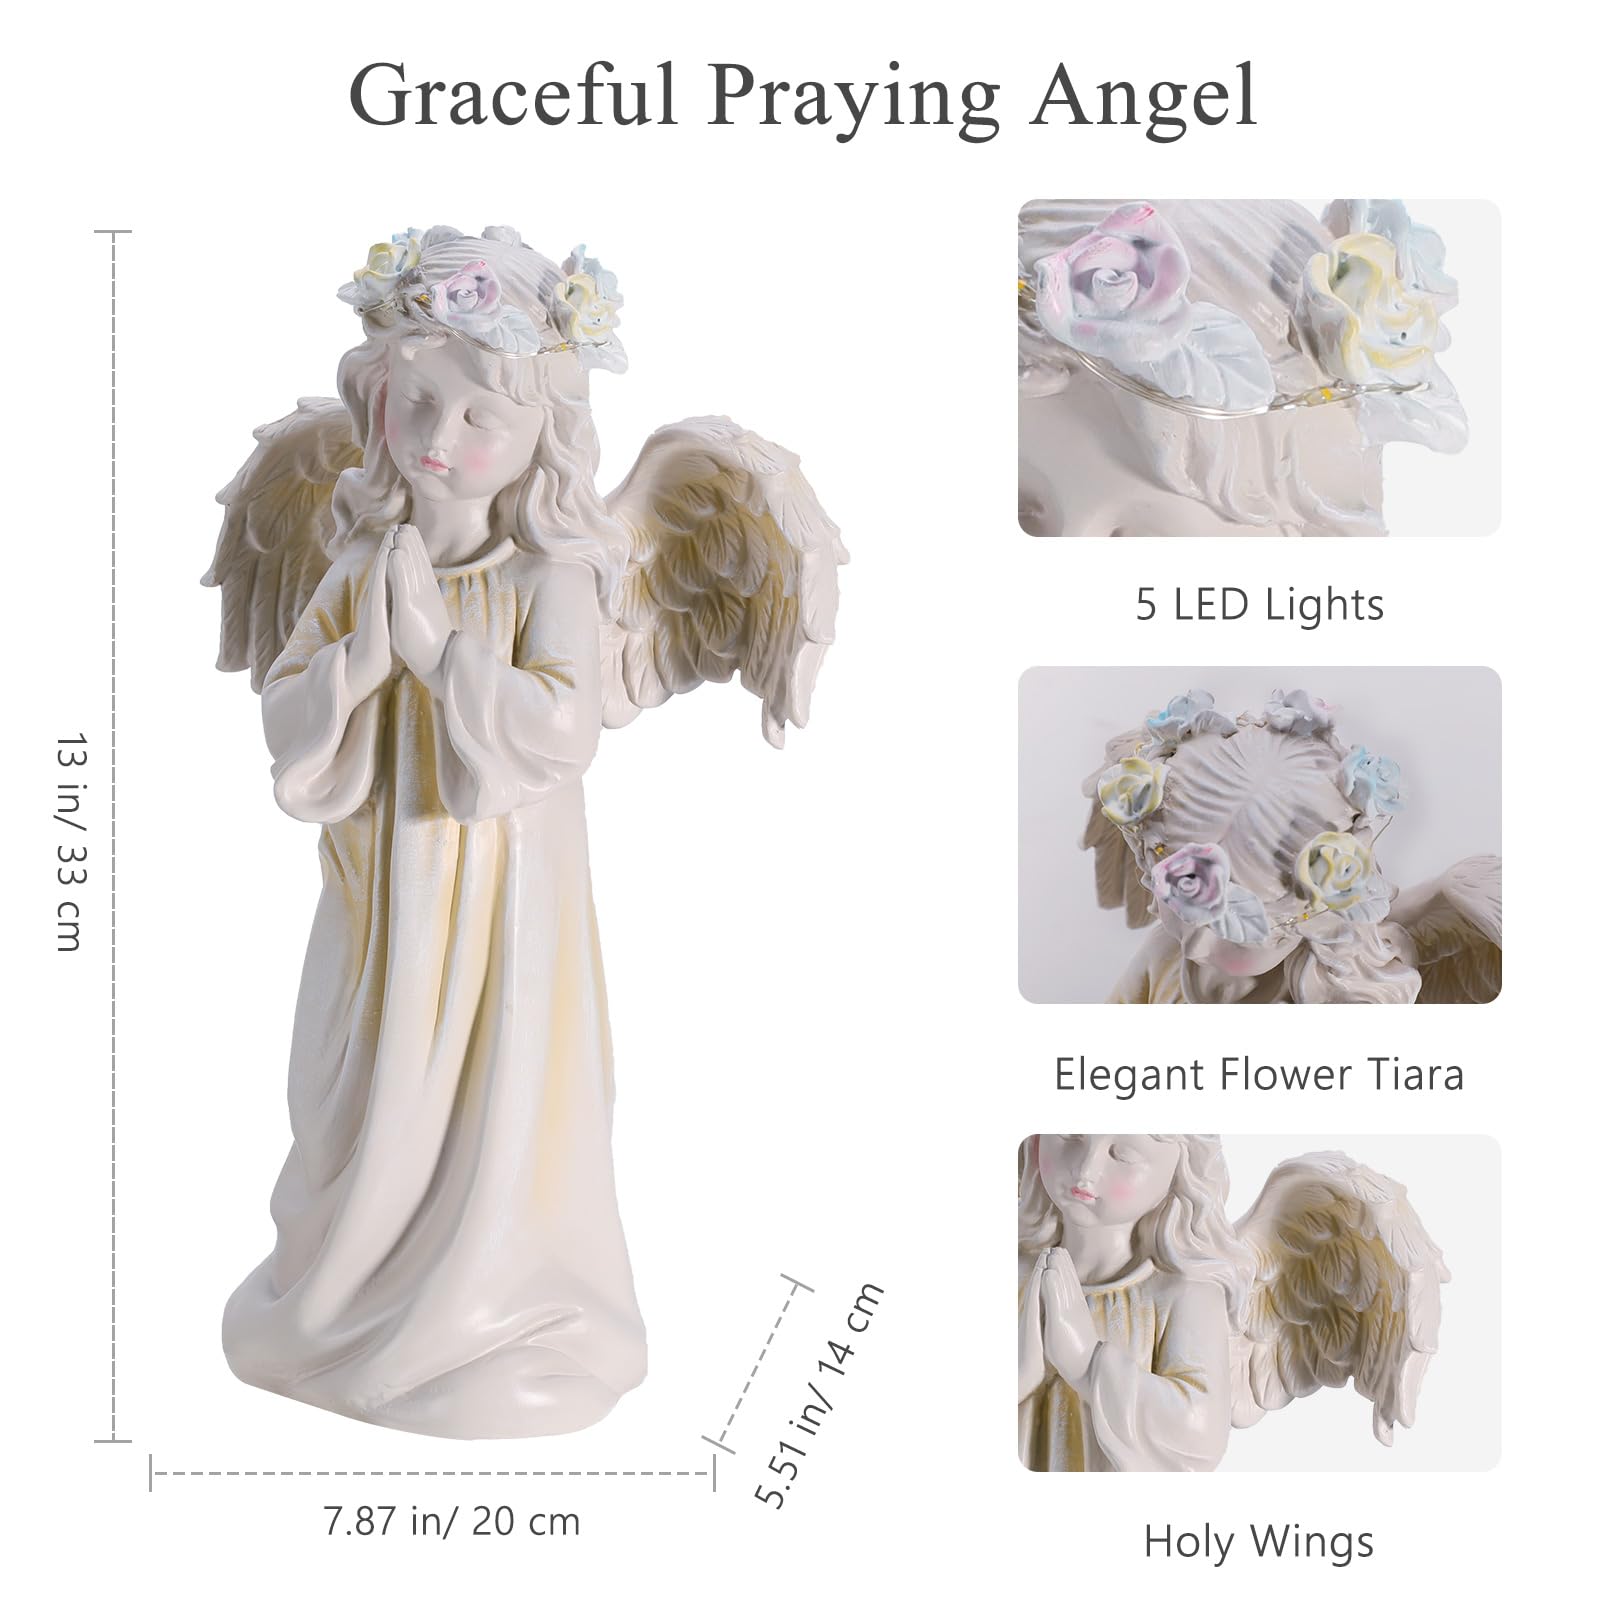 Graceful Praying Angel
13 in/ 33 cm
7.87 in/ 20 cm
5.51 in/ 14 cm
5 LED Lights
Elegant Flower Tiara
Holy Wings